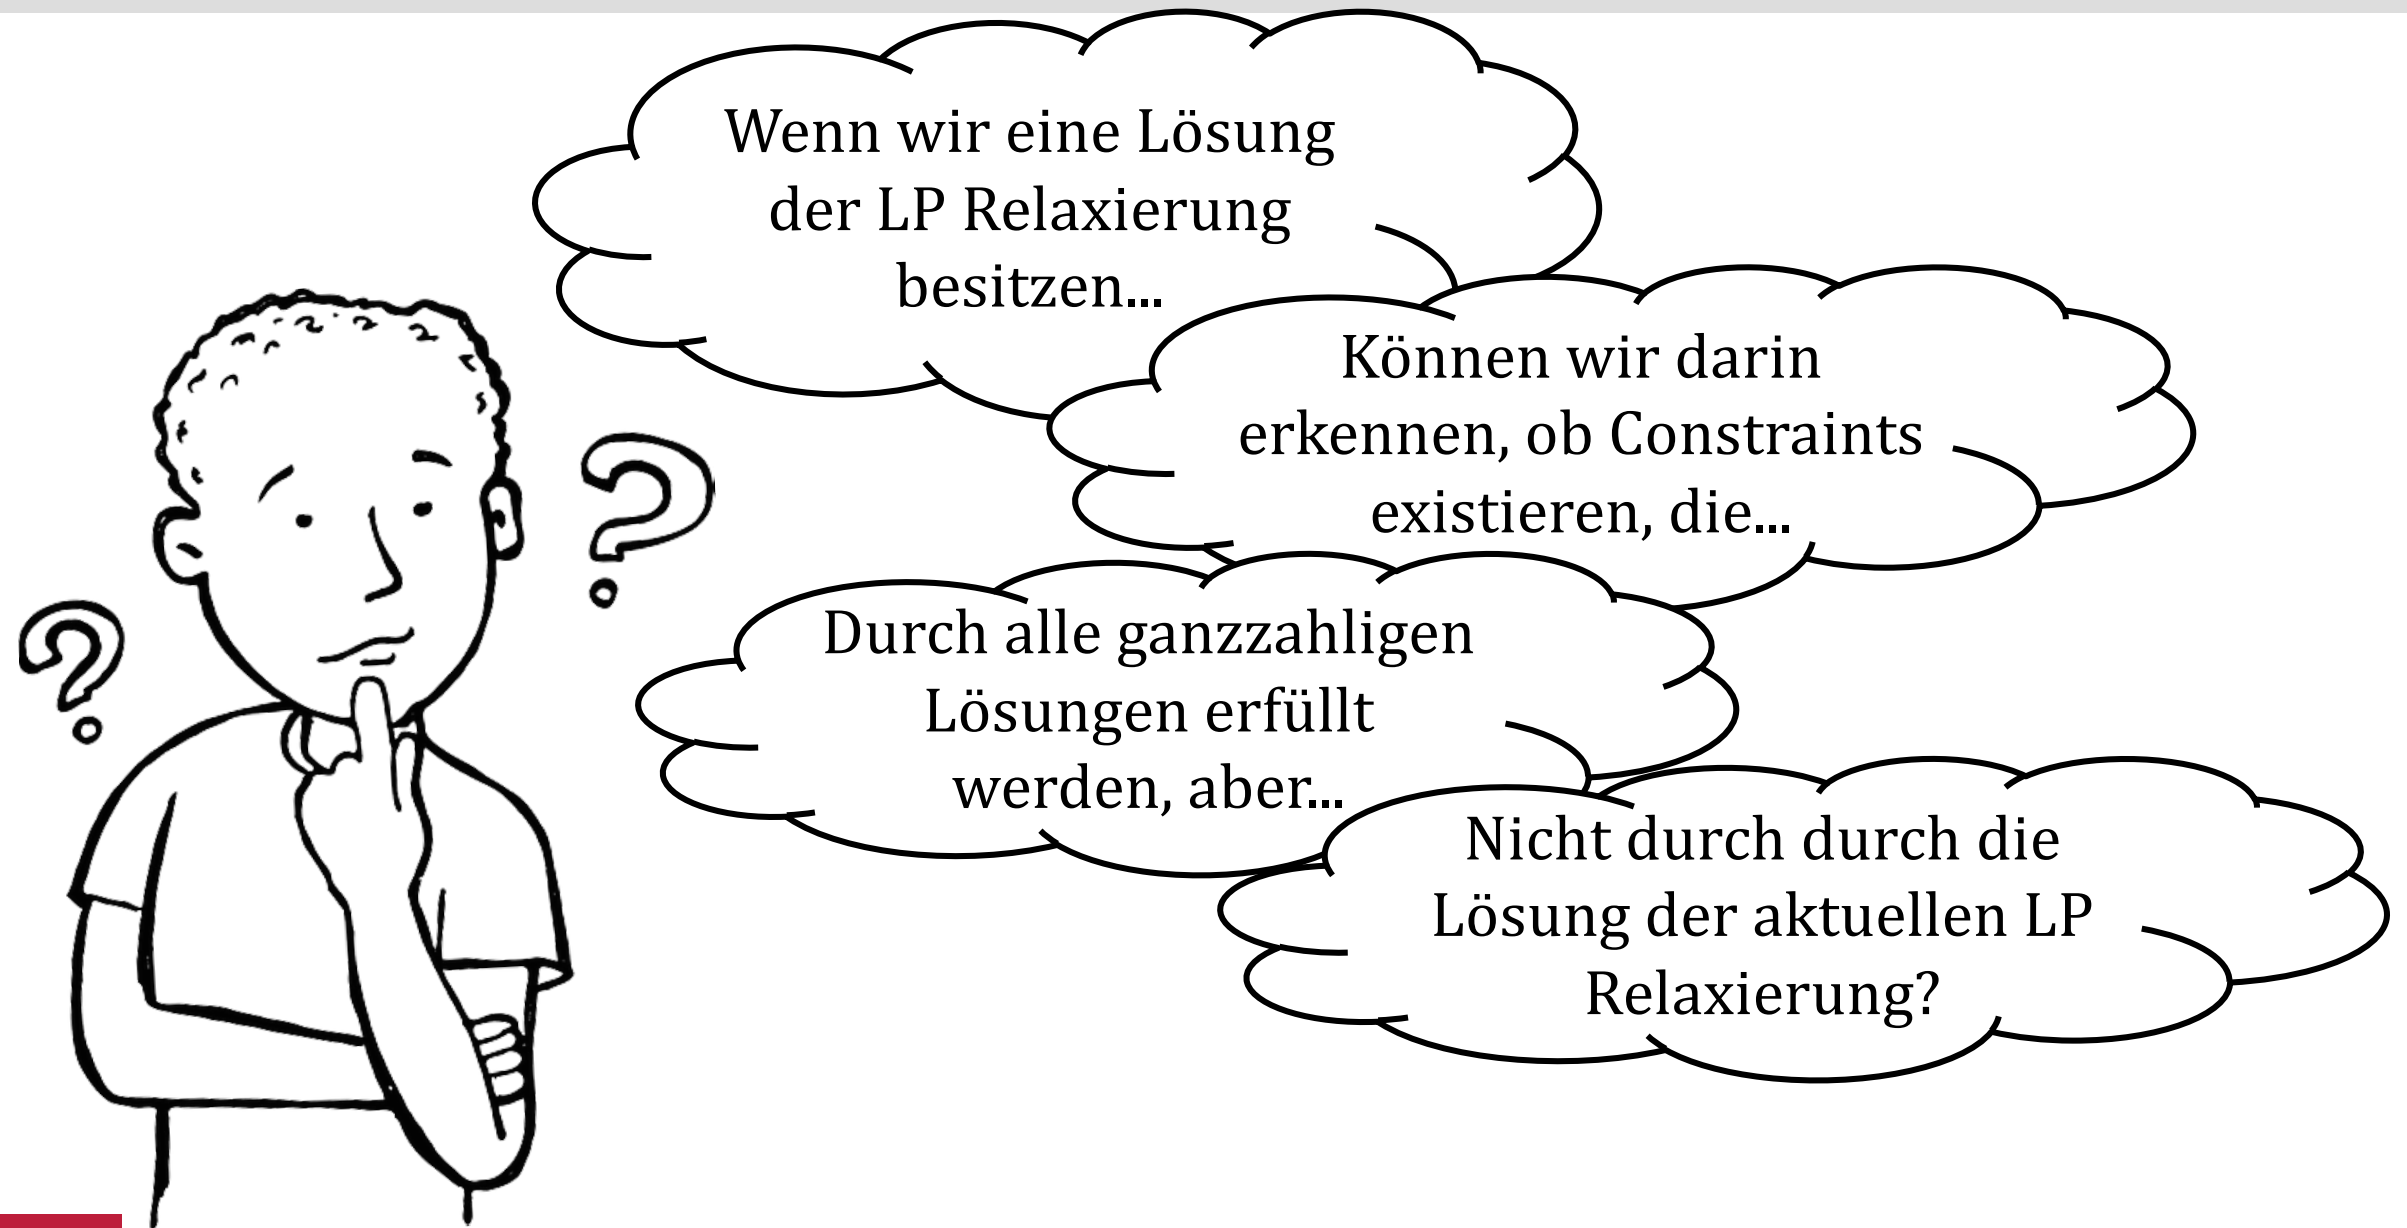 Wenn wir eine Lösung
der LP Relaxierung
besitzen...
Können wir darin
erkennen, ob Constraints
existieren, die...
Durch alle ganzzahligen
Lösungen erfüllt
werden, aber...
Nicht durch durch die
Lösung der aktuellen LP
Relaxierung?